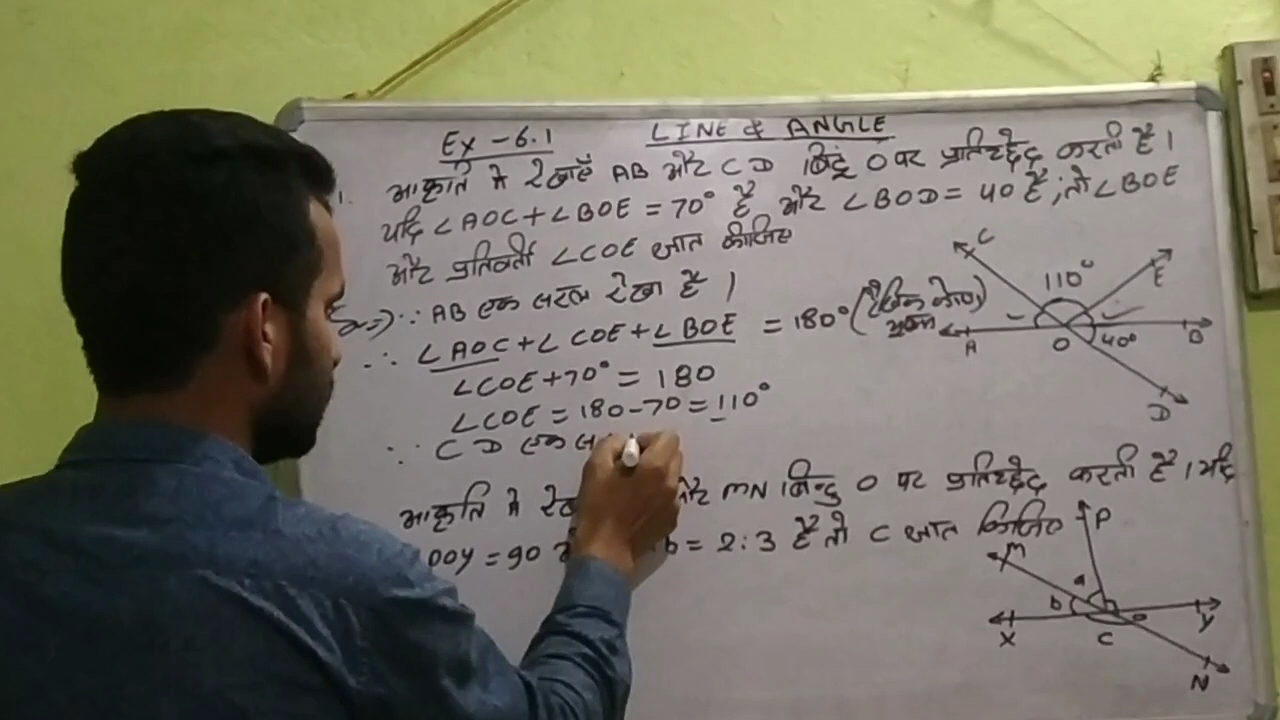 Ex - 6.1
LINE & ANGLE
1. आकृति मे रेखाएँ AB और CD बिंदु O पर प्रतिच्छेद करती हैं।
यदि ∠AOC + ∠BOE = 70° है और ∠BOD = 40 है, तो ∠BOE
और प्रतिवर्ती ∠COE ज्ञात कीजिए
∵ AB एक सरल रेखा है।
∴ ∠AOC + ∠COE + ∠BOE = 180° (रैखिक कोण युग्म)
∠COE + 70° = 180
∠COE = 180 - 70 = 110°
∵ CD एक
आकृति मे और MN बिन्दु O पर प्रतिच्छेद करती हैं। यदि
POY = 90 b = 2:3 है तो C ज्ञात किजिए
C
E
110°
A
O
40°
B
D
P
M
a
b
X
C
O
Y
N